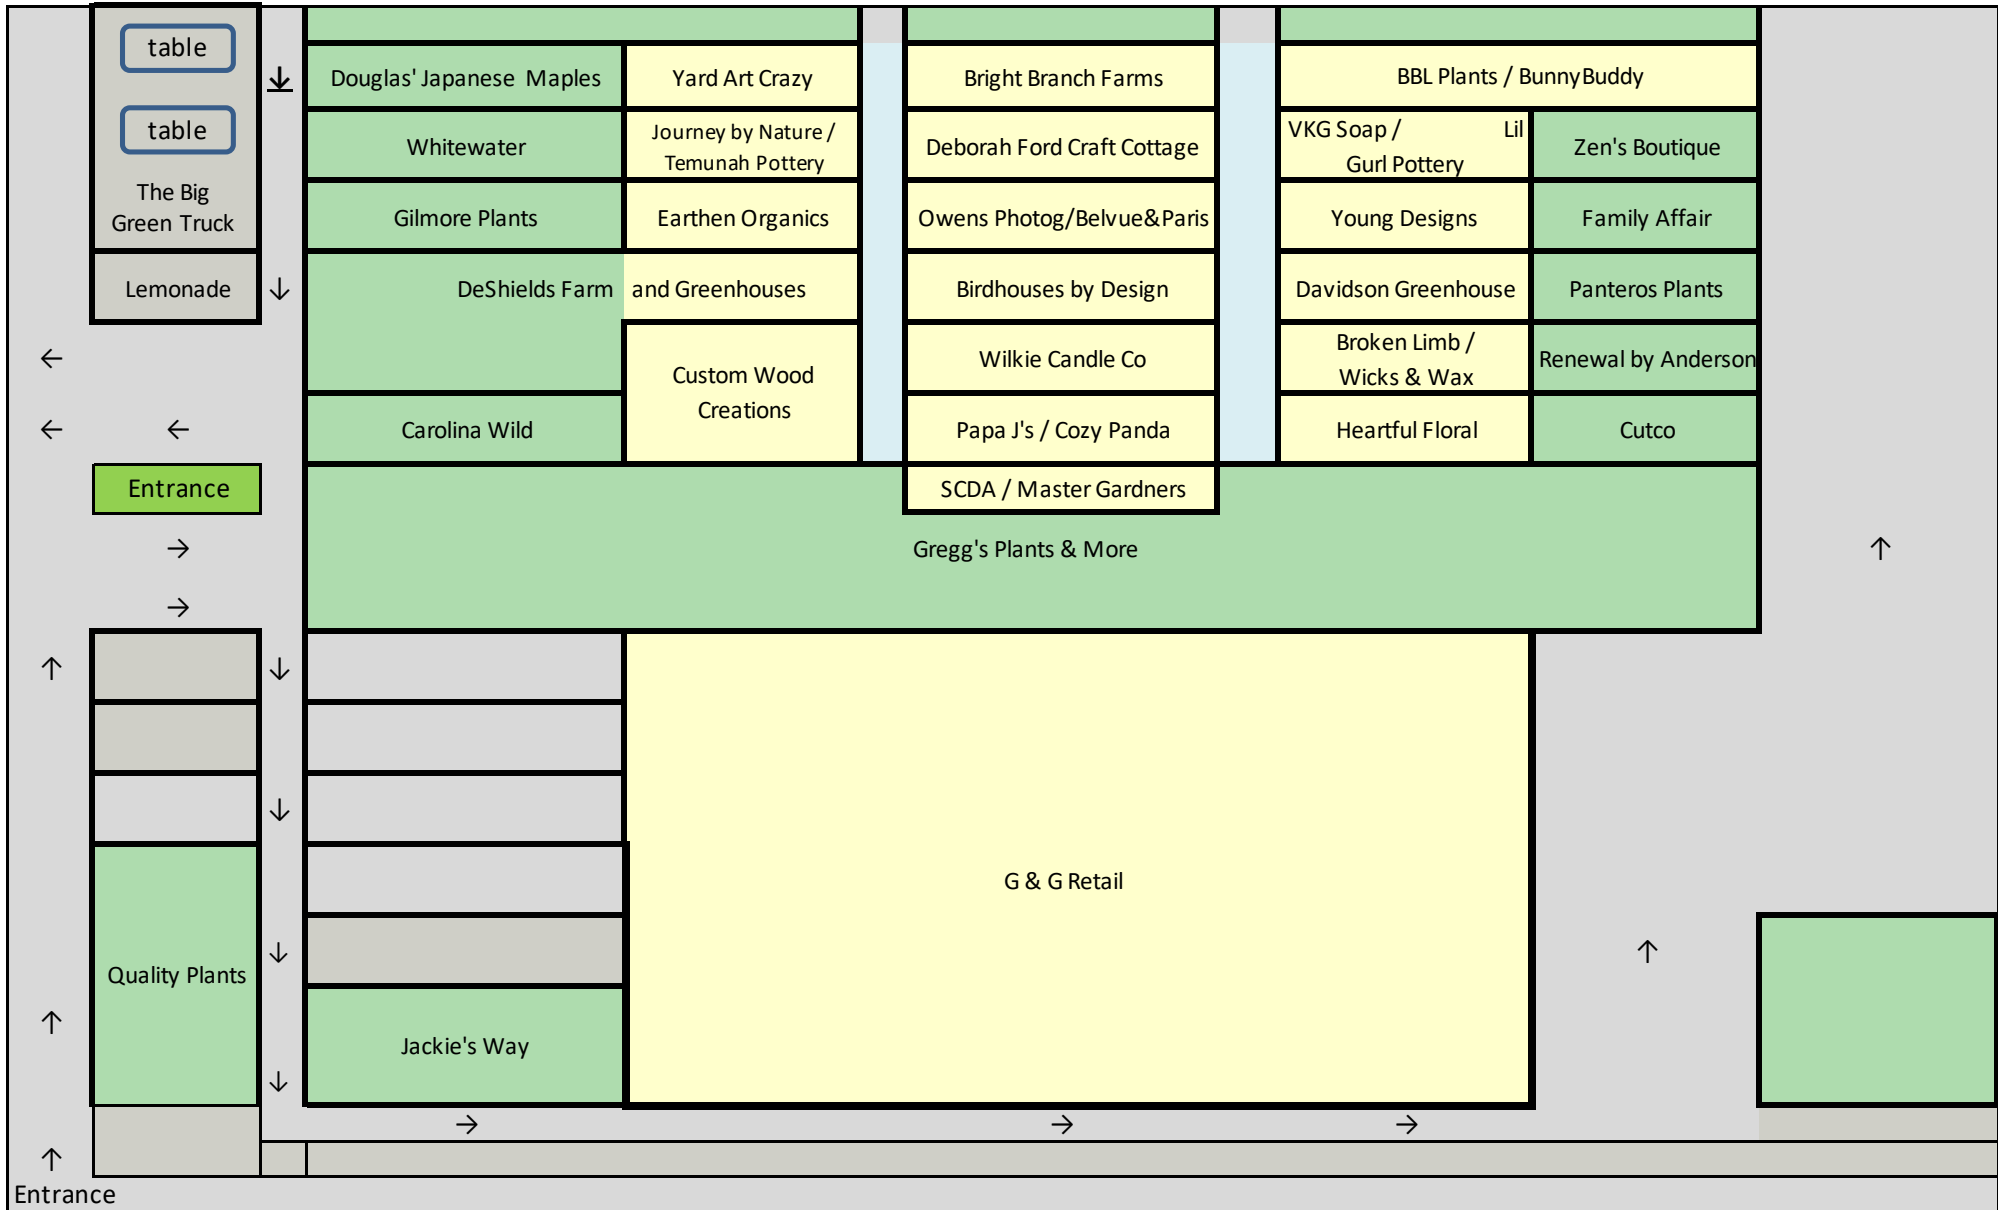 table
table
The Big
Green Truck
Lemonade
Douglas' Japanese Maples
Yard Art Crazy
Bright Branch Farms
BBL Plants / BunnyBuddy
Whitewater
Journey by Nature /
Temunah Pottery
Deborah Ford Craft Cottage
VKG Soap / Lil
Gurl Pottery
Zen's Boutique
Gilmore Plants
Earthen Organics
Owens Photog/Belvue&Paris
Young Designs
Family Affair
DeShields Farm and Greenhouses
Birdhouses by Design
Davidson Greenhouse
Panteros Plants
Custom Wood
Creations
Wilkie Candle Co
Broken Limb /
Wicks & Wax
Renewal by Anderson
Carolina Wild
Papa J's / Cozy Panda
Heartful Floral
Cutco
Entrance
SCDA / Master Gardners
Gregg's Plants & More
G & G Retail
Quality Plants
Jackie's Way
Entrance